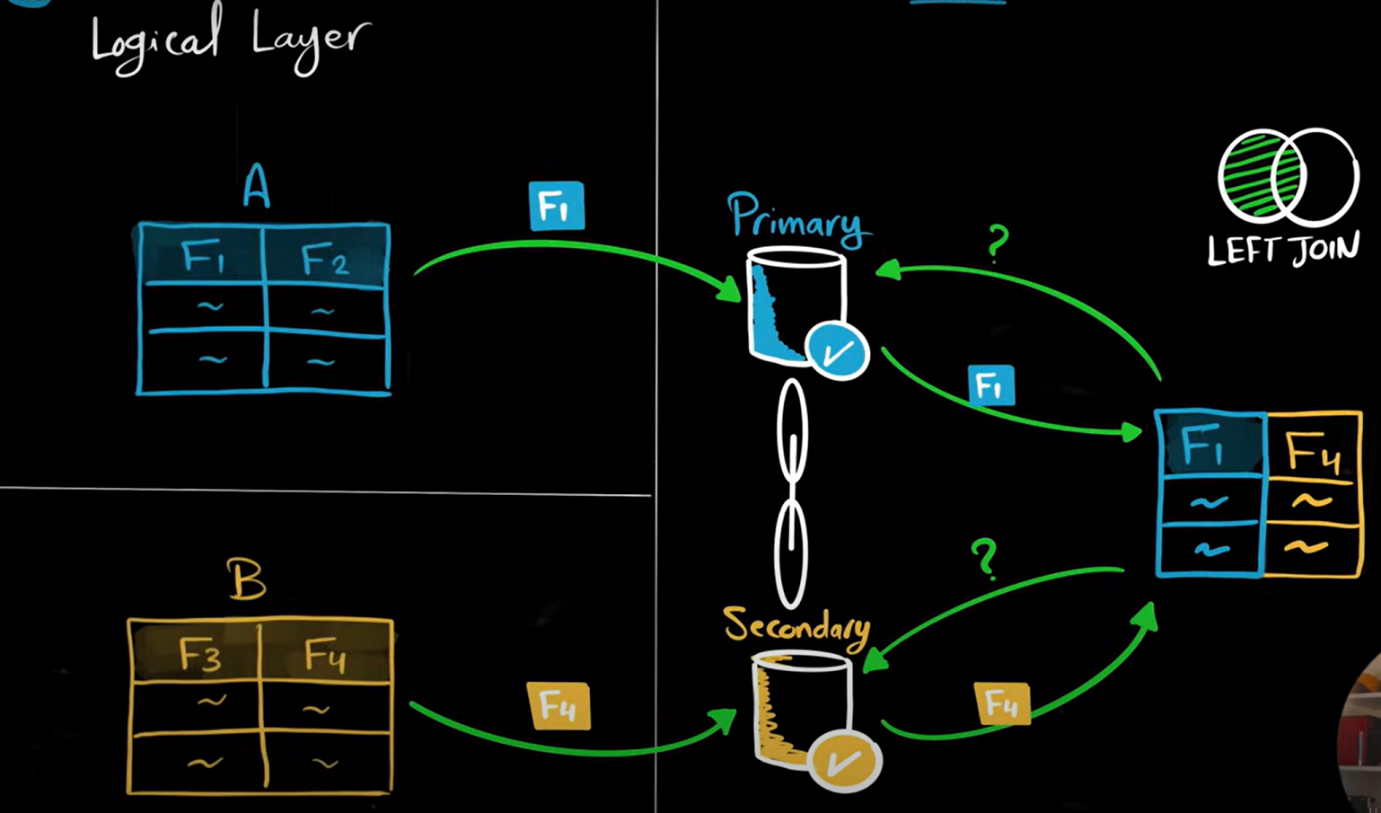 Logical Layer
A
F1 F2
~ ~
~ ~
F1
Primary
?
LEFT JOIN
F1
F1 F4
~ ~
~ ~
B
F3 F4
~ ~
~ ~
F4
Secondary
?
F4